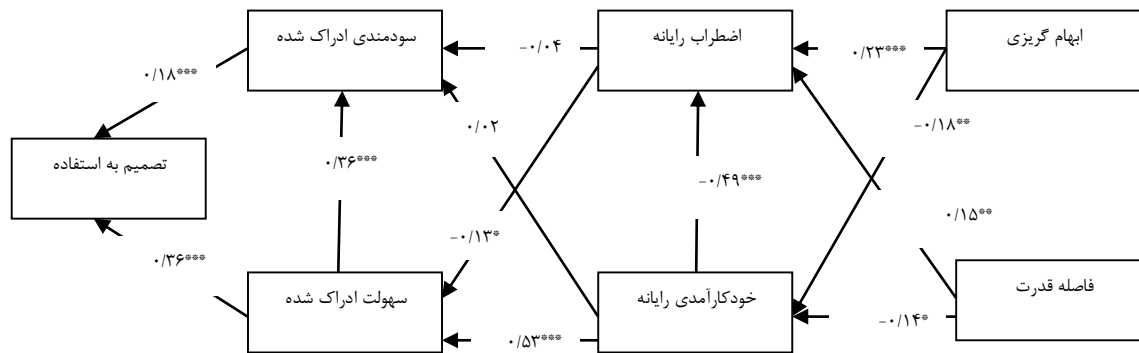 ابهام گریزی
اضطراب رایانه
سودمندی ادراک شده
۰/۲۳***
-۰/۰۴
۰/۱۸***
-۰/۱۸**
۰/۰۲
تصمیم به استفاده
۰/۳۶***
-۰/۴۹***
۰/۱۵**
-۰/۱۳*
۰/۳۶***
فاصله قدرت
خودکارآمدی رایانه
سهولت ادراک شده
-۰/۱۴*
۰/۵۳***